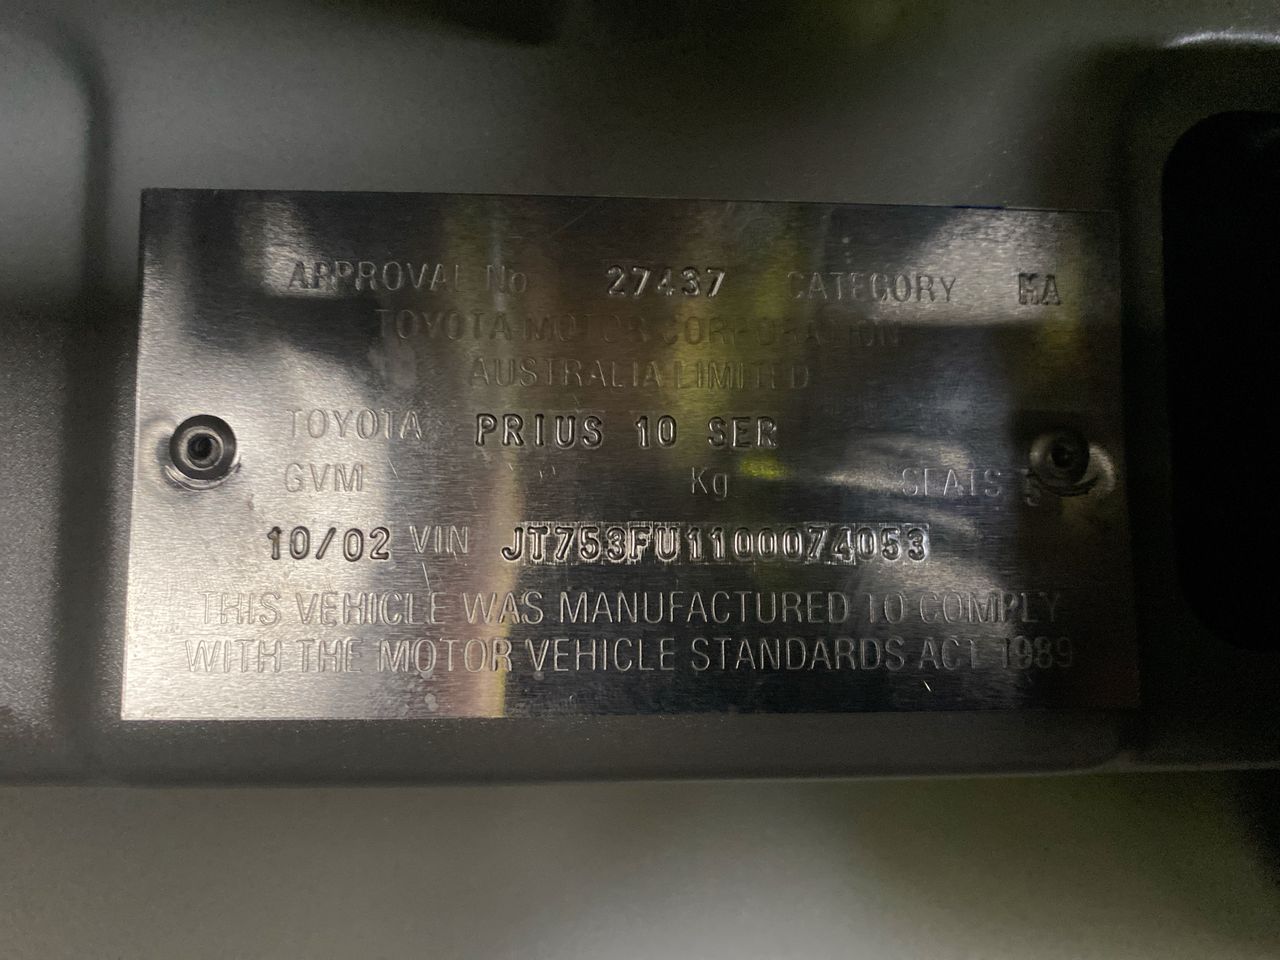 APPROVAL No 27437 CATEGORY MA
TOYOTA MOTOR CORPORATION
AUSTRALIA LIMITED
TOYOTA PRIUS 10 SER
GVM Kg SEATS 5
10/02 VIN JT753FU1100074053
THIS VEHICLE WAS MANUFACTURED TO COMPLY
WITH THE MOTOR VEHICLE STANDARDS ACT 1989